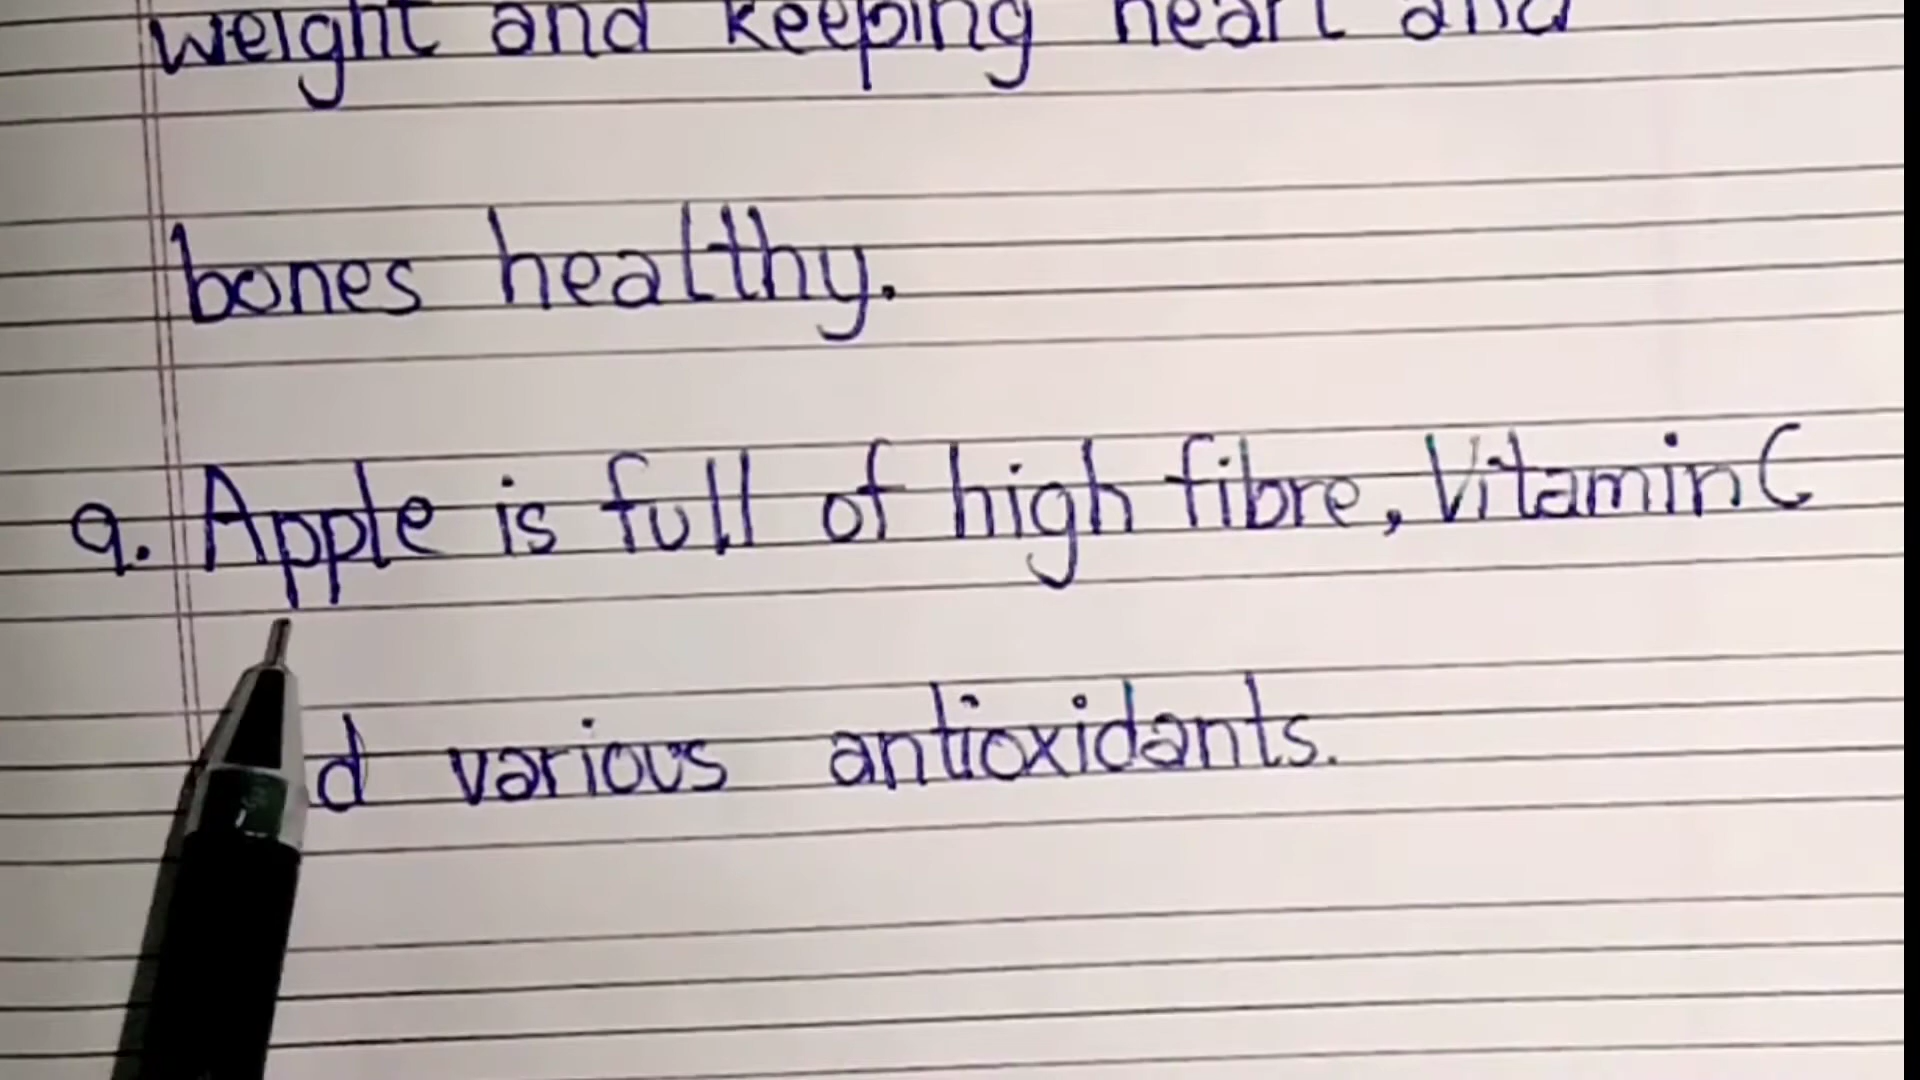 weight and keeping heart and
bones healthy.
9. Apple is full of high fibre, Vitamin C
d various antioxidants.